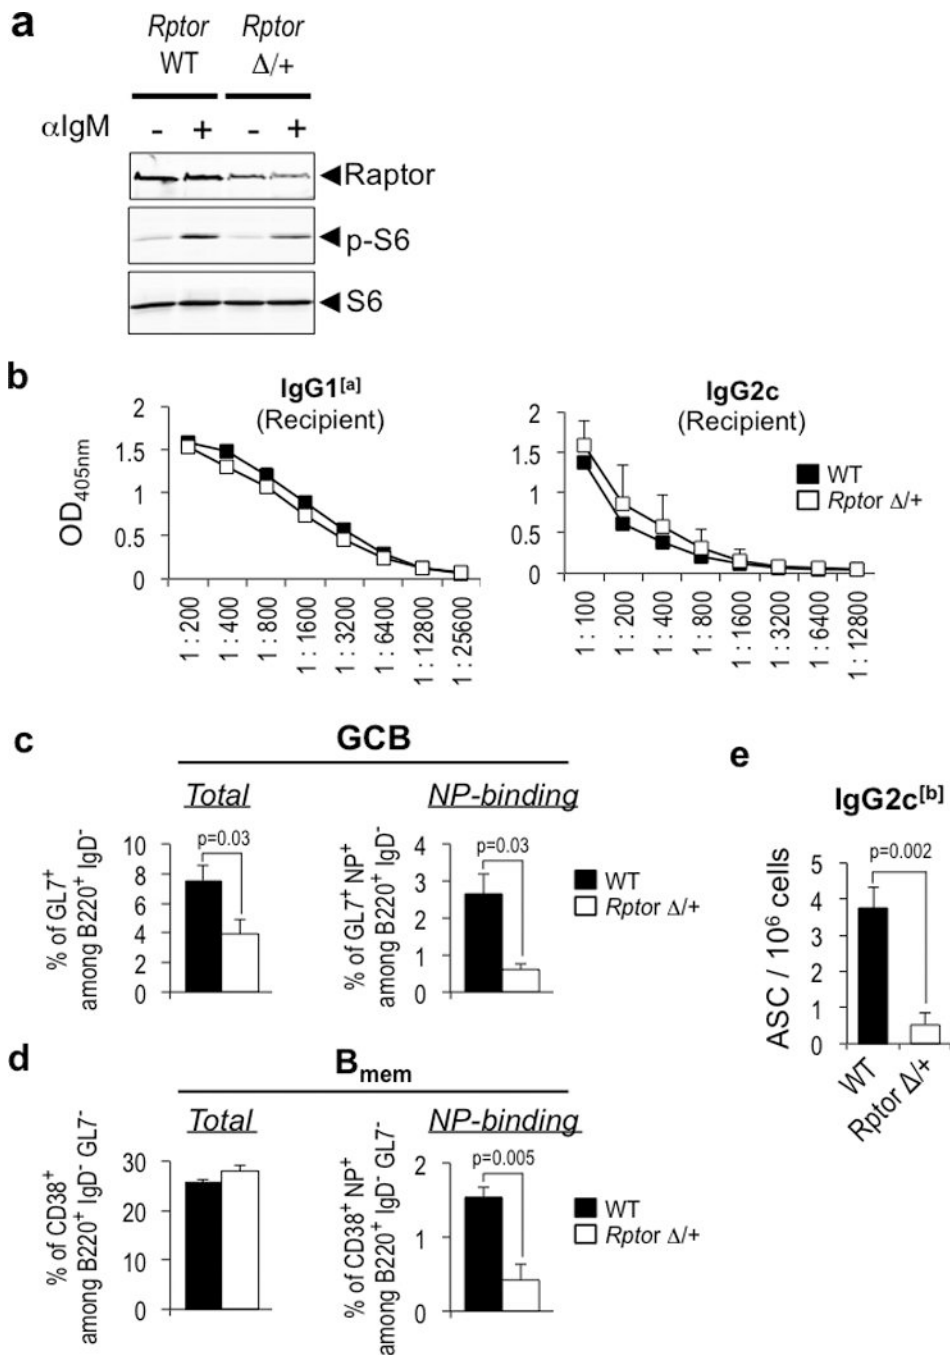 a
Rptor Rptor
WT Δ/+
αIgM - + - +
Raptor
p-S6
S6
b
IgG1[a]
(Recipient)
OD405nm
2
1.5
1
0.5
0
1 : 200
1 : 400
1 : 800
1 : 1600
1 : 3200
1 : 6400
1 : 12800
1 : 25600
IgG2c
(Recipient)
2
1.5
1
0.5
0
1 : 100
1 : 200
1 : 400
1 : 800
1 : 1600
1 : 3200
1 : 6400
1 : 12800
WT
Rptor Δ/+
c
GCB
Total
% of GL7+
among B220+ IgD-
10
8
6
4
2
0
p=0.03
NP-binding
% of GL7+ NP+
among B220+ IgD-
4
3
2
1
0
p=0.03
WT
Rptor Δ/+
d
Bmem
Total
% of CD38+
among B220+ IgD- GL7-
30
20
10
0
NP-binding
% of CD38+ NP+
among B220+ IgD- GL7-
2
1
0
p=0.005
WT
Rptor Δ/+
e
IgG2c[b]
ASC / 10⁶ cells
5
4
3
2
1
0
p=0.002
WT
Rptor Δ/+